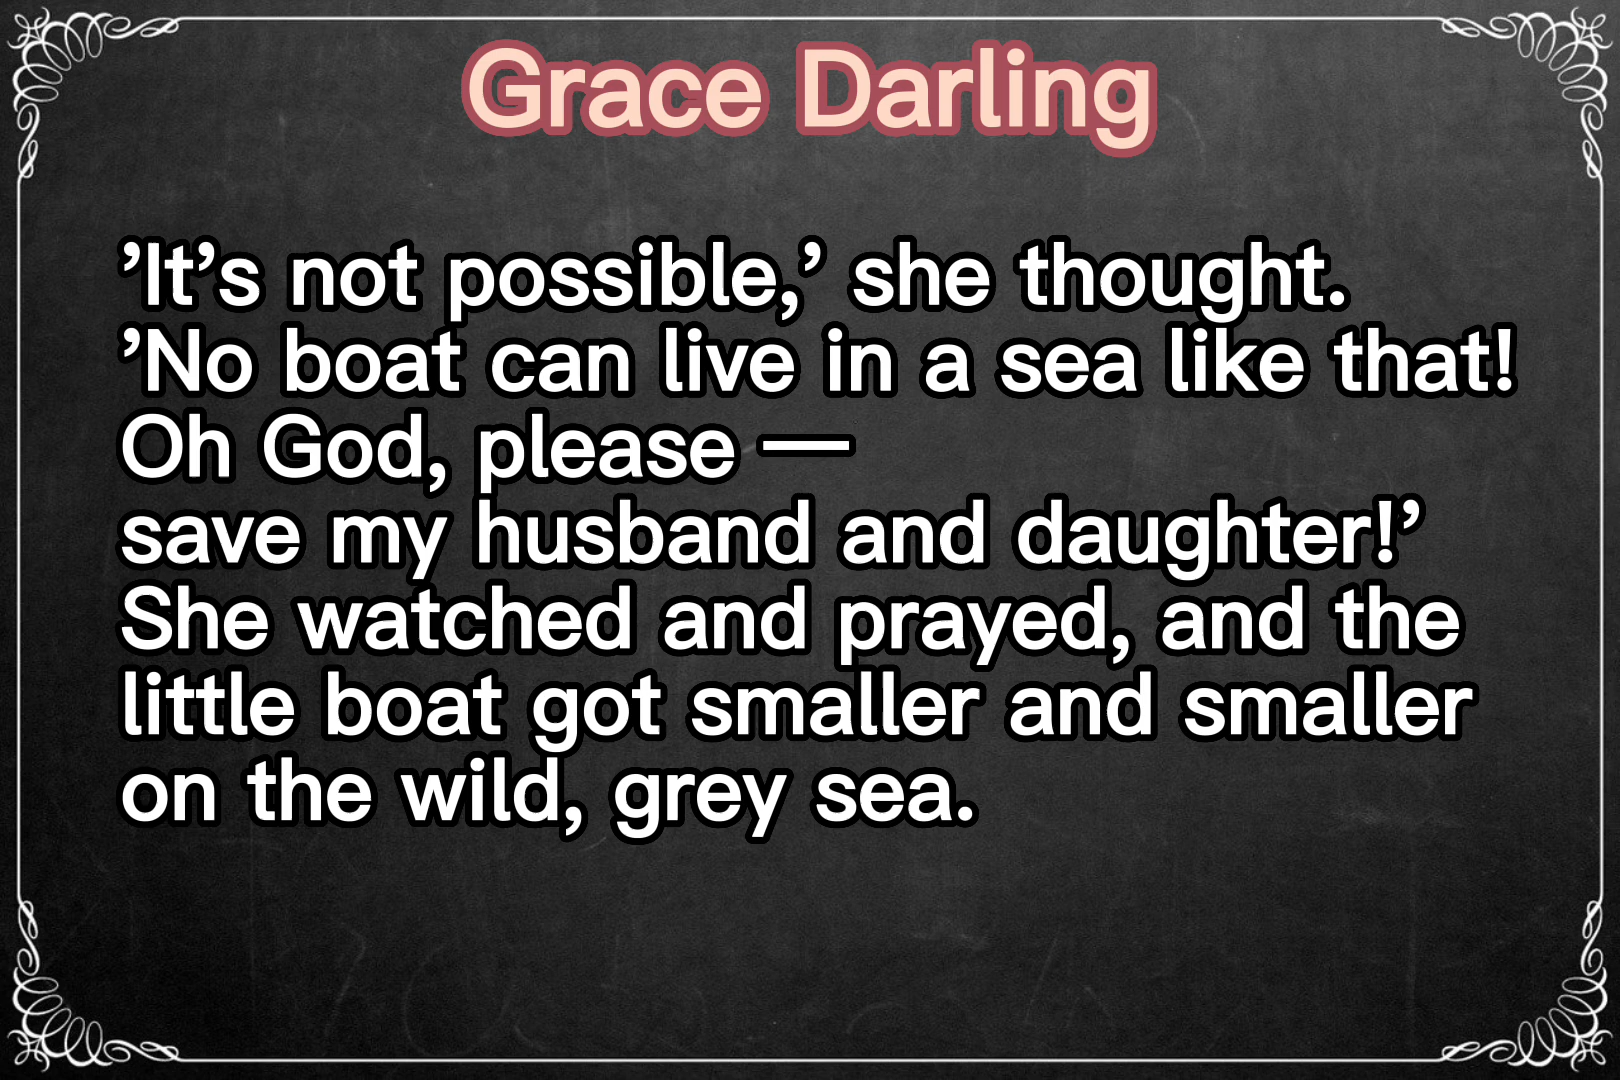 Grace Darling
’It’s not possible,’ she thought.
’No boat can live in a sea like that!
Oh God, please —
save my husband and daughter!’
She watched and prayed, and the
little boat got smaller and smaller
on the wild, grey sea.